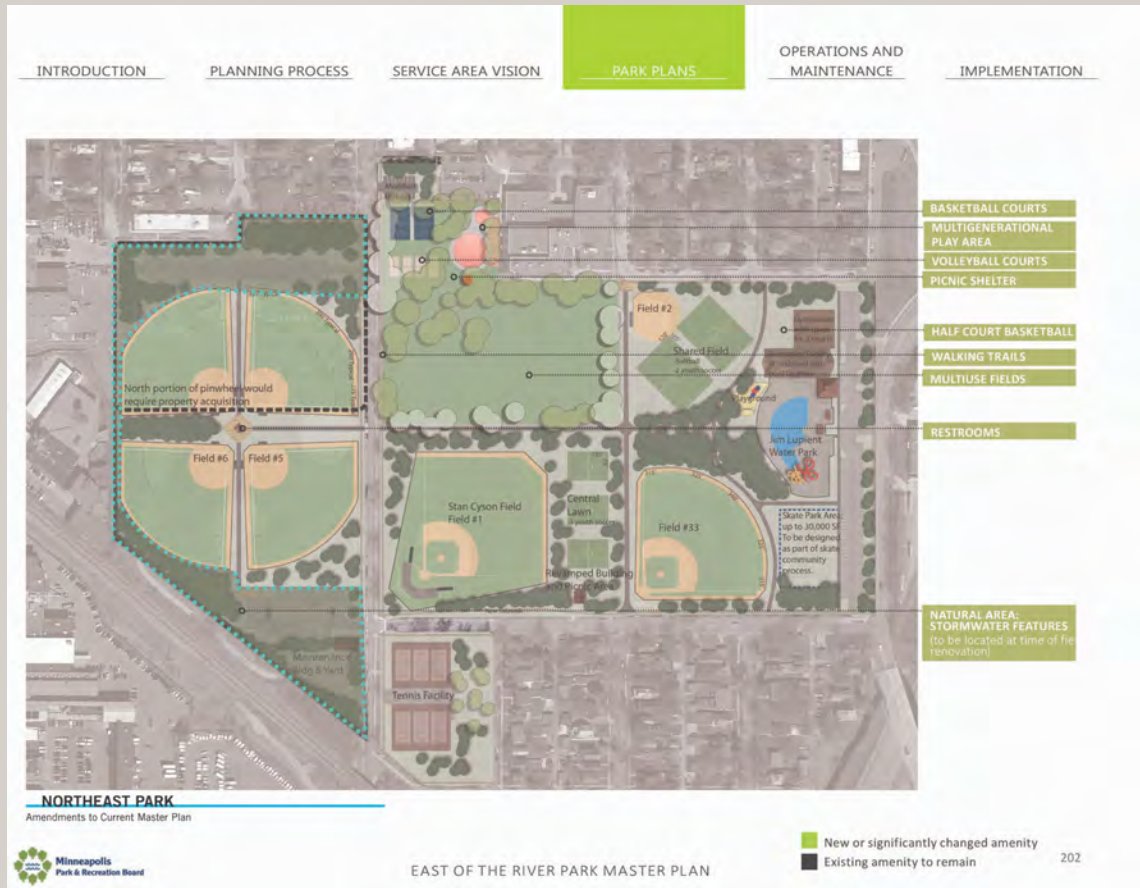 INTRODUCTION
PLANNING PROCESS
SERVICE AREA VISION
PARK PLANS
OPERATIONS AND
MAINTENANCE
IMPLEMENTATION
BASKETBALL COURTS
MULTIGENERATIONAL
PLAY AREA
VOLLEYBALL COURTS
PICNIC SHELTER
HALF COURT BASKETBALL
WALKING TRAILS
MULTIUSE FIELDS
RESTROOMS
NATURAL AREA:
STORMWATER FEATURES
(to be located at time of fie
renovation)
Field #2
Shared Field
Playground
Jim Lupient
Water Park
North portion of pinwheel would
require property acquisition
Field #6
Field #5
Stan Cyson Field
Field #1
Central
Lawn
Field #33
Skate Park Area:
up to 30,000 SF
To be designed
as part of skate
community
process.
Revamped Building
and Picnic Area
Maintenance
Bldg & Yard
Tennis Facility
NORTHEAST PARK
Amendments to Current Master Plan
Minneapolis
Park & Recreation Board
EAST OF THE RIVER PARK MASTER PLAN
New or significantly changed amenity
Existing amenity to remain
202